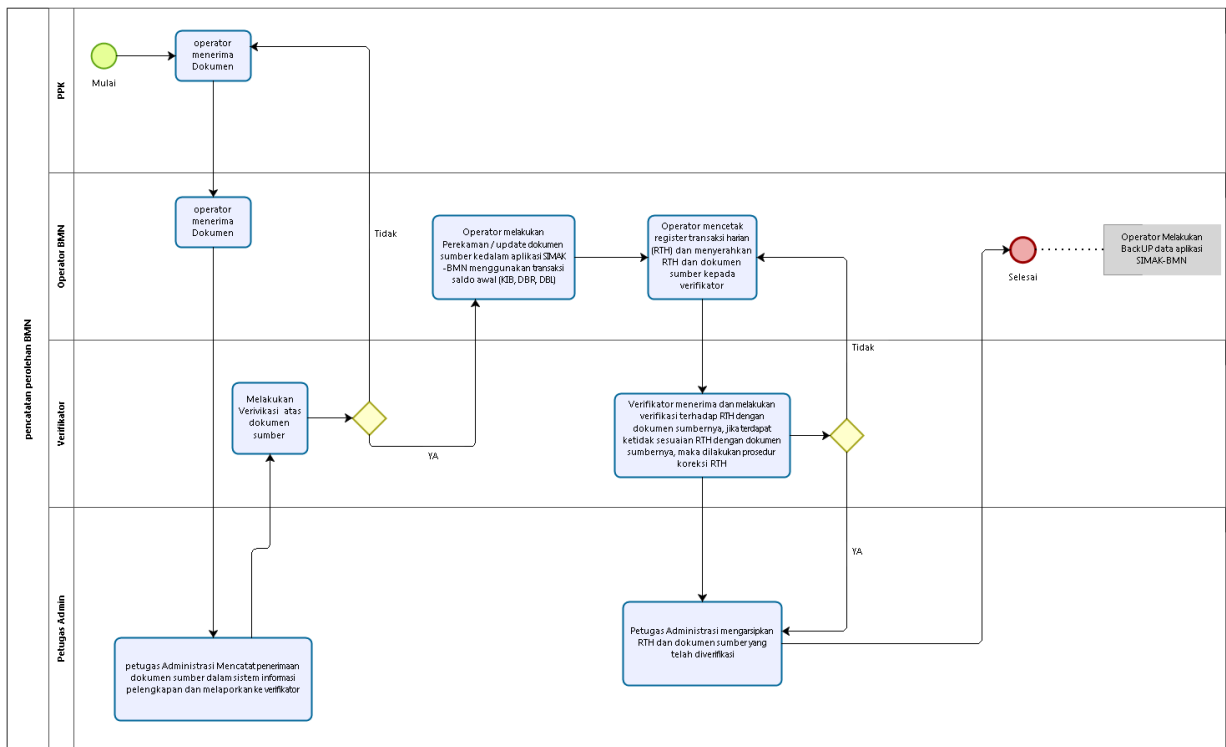 pencatatan perolehan BMN
PPK
Mulai
operator
menerima
Dokumen
Operator BMN
operator
menerima
Dokumen
Tidak
Operator melakukan
Perekaman / update dokumen
sumber kedalam aplikasi SIMAK
-BMN menggunakan transaksi
saldo awal (KIB, DBR, DBL)
Operator mencetak
register transaksi harian
(RTH) dan menyerahkan
RTH dan dokumen
sumber kepada
verifikator
Selesai
Operator Melakukan
BackUP data aplikasi
SIMAK-BMN
Verifikator
Melakukan
Verivikasi atas
dokumen
sumber
YA
Verifikator menerima dan melakukan
verifikasi terhadap RTH dengan
dokumen sumbernya, jika terdapat
ketidak sesuaian RTH dengan dokumen
sumbernya, maka dilakukan prosedur
koreksi RTH
Tidak
YA
Petugas Admin
petugas Administrasi Mencatat penerimaan
dokumen sumber dalam sistem informasi
pelengkapan dan melaporkan ke verifikator
Petugas Administrasi mengarsipkan
RTH dan dokumen sumber yang
telah diverifikasi